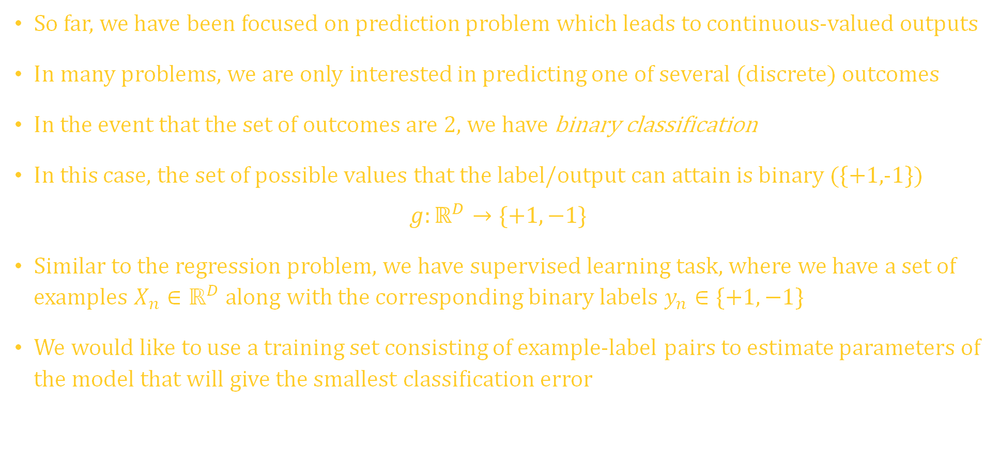 • So far, we have been focused on prediction problem which leads to continuous-valued outputs
• In many problems, we are only interested in predicting one of several (discrete) outcomes
• In the event that the set of outcomes are 2, we have binary classification
• In this case, the set of possible values that the label/output can attain is binary ({+1,-1})
g: ℝ^D → {+1, −1}
• Similar to the regression problem, we have supervised learning task, where we have a set of
examples X_n ∈ ℝ^D along with the corresponding binary labels y_n ∈ {+1, −1}
• We would like to use a training set consisting of example-label pairs to estimate parameters of
the model that will give the smallest classification error